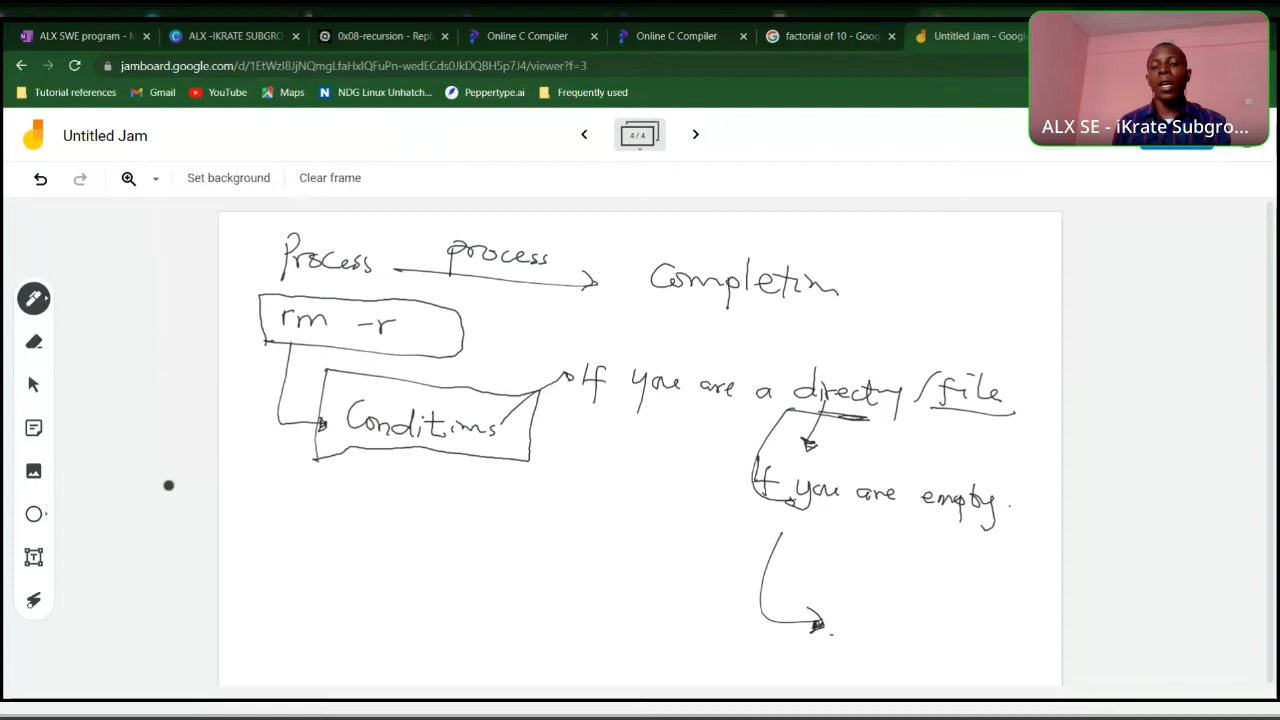 ALX SWE program - N
ALX -IKRATE SUBGRO
0x08-recursion - Repl
Online C Compiler
Online C Compiler
factorial of 10 - Goog
Untitled Jam - Goog
jamboard.google.com/d/1EtWzI8JjNQmgLfaHxIQFuPn-wedECds0JkDQBH5p7J4/viewer?f=3
Tutorial references
Gmail
YouTube
Maps
NDG Linux Unhatch...
Peppertype.ai
Frequently used
ALX SE - iKrate Subgro...
Untitled Jam
4 / 4
Set background
Clear frame
Process process Completion
rm -r
If you are a directry / file
Conditions
If you are empty.